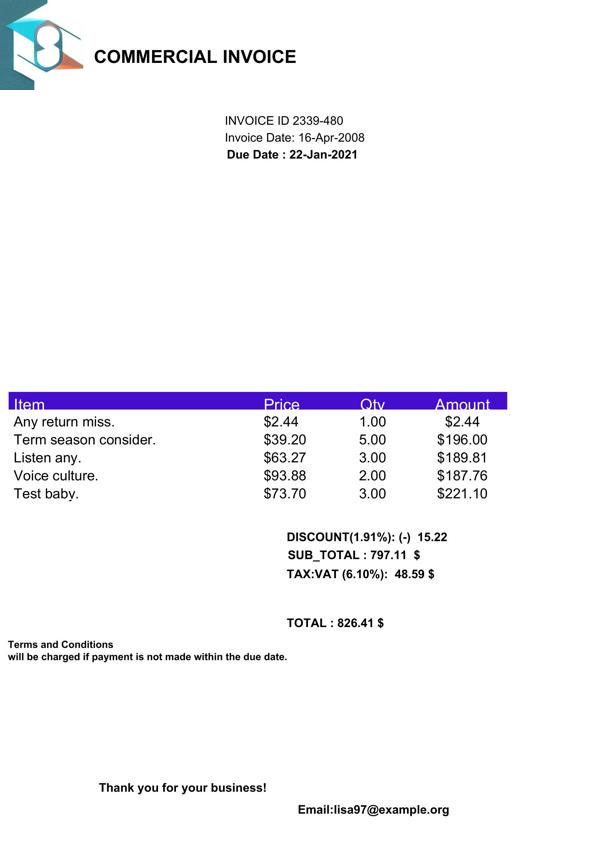 COMMERCIAL INVOICE
INVOICE ID 2339-480
Invoice Date: 16-Apr-2008
Due Date : 22-Jan-2021
Item Price Qty Amount
Any return miss. $2.44 1.00 $2.44
Term season consider. $39.20 5.00 $196.00
Listen any. $63.27 3.00 $189.81
Voice culture. $93.88 2.00 $187.76
Test baby. $73.70 3.00 $221.10
DISCOUNT(1.91%): (-) 15.22
SUB_TOTAL : 797.11 $
TAX:VAT (6.10%): 48.59 $
TOTAL : 826.41 $
Terms and Conditions
will be charged if payment is not made within the due date.
Thank you for your business!
Email:lisa97@example.org